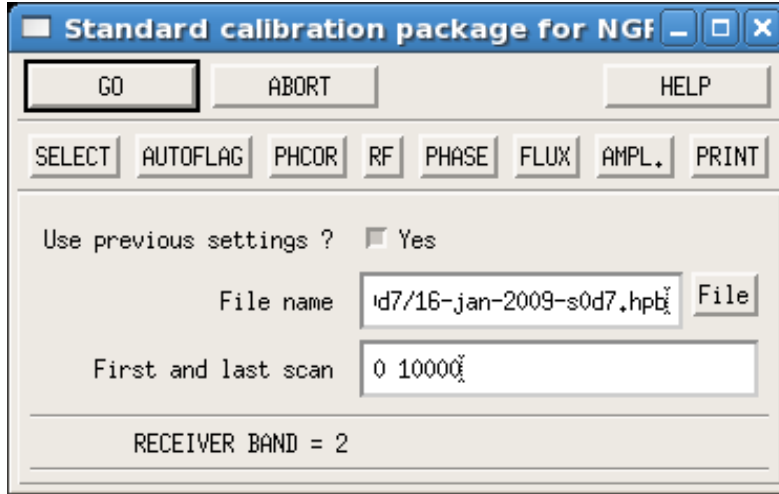 Standard calibration package for NGR
GO ABORT HELP
SELECT AUTOFLAG PHCOR RF PHASE FLUX AMPL. PRINT
Use previous settings ? Yes
File name d7/16-jan-2009-s0d7.hpb File
First and last scan 0 10000
RECEIVER BAND = 2